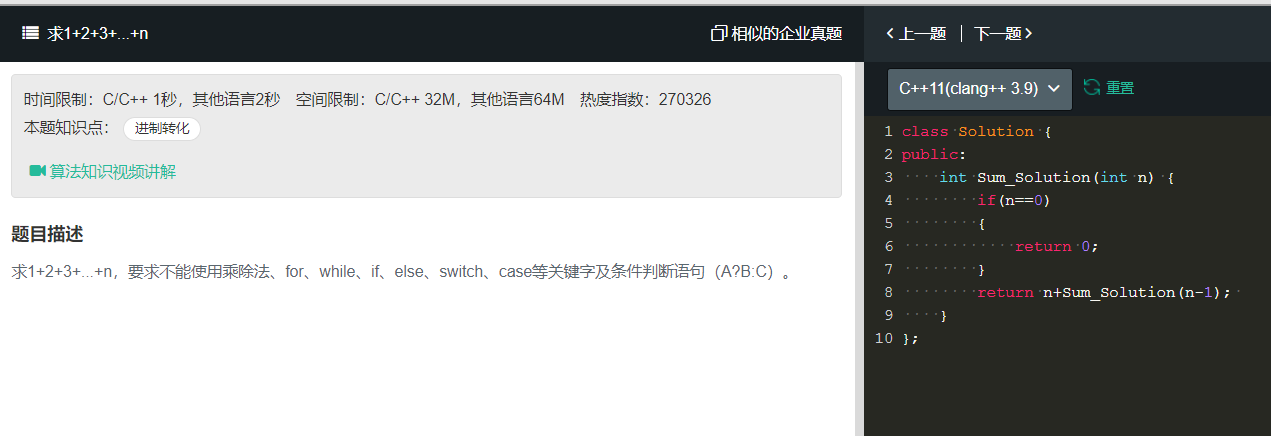 求1+2+3+...+n
相似的企业真题
上一题 | 下一题
时间限制：C/C++ 1秒，其他语言2秒 空间限制：C/C++ 32M，其他语言64M 热度指数：270326
本题知识点： 进制转化
算法知识视频讲解
题目描述
求1+2+3+...+n，要求不能使用乘除法、for、while、if、else、switch、case等关键字及条件判断语句（A?B:C）。
C++11(clang++ 3.9) 重置
1 class Solution {
2 public:
3     int Sum_Solution(int n) {
4         if(n==0)
5         {
6             return 0;
7         }
8         return n+Sum_Solution(n-1);
9     }
10 };